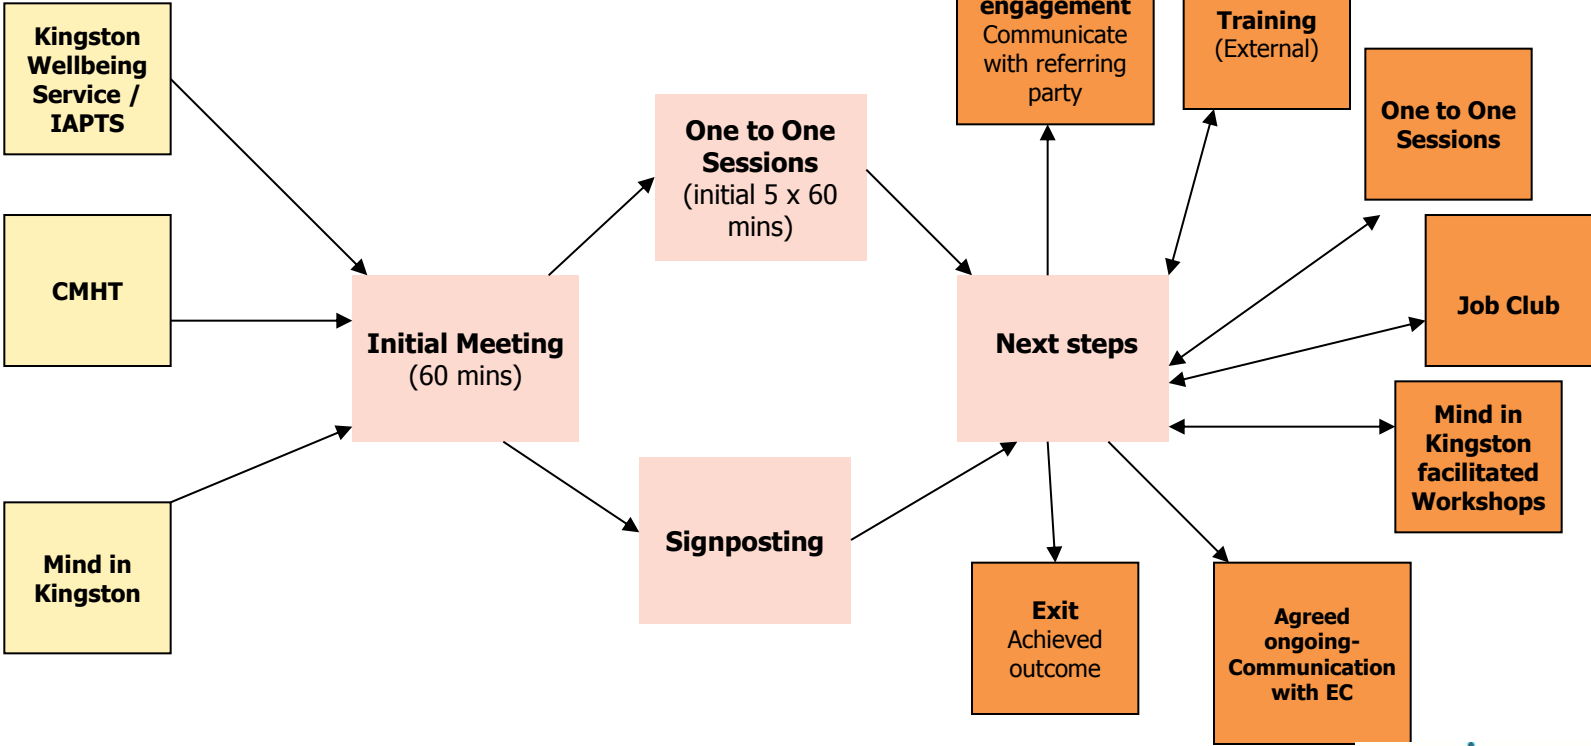 Kingston
Wellbeing
Service /
IAPTS
CMHT
Mind in
Kingston
Initial Meeting
(60 mins)
One to One
Sessions
(initial 5 x 60
mins)
Signposting
Next steps
engagement
Communicate
with referring
party
Training
(External)
One to One
Sessions
Job Club
Mind in
Kingston
facilitated
Workshops
Exit
Achieved
outcome
Agreed
ongoing-
Communication
with EC